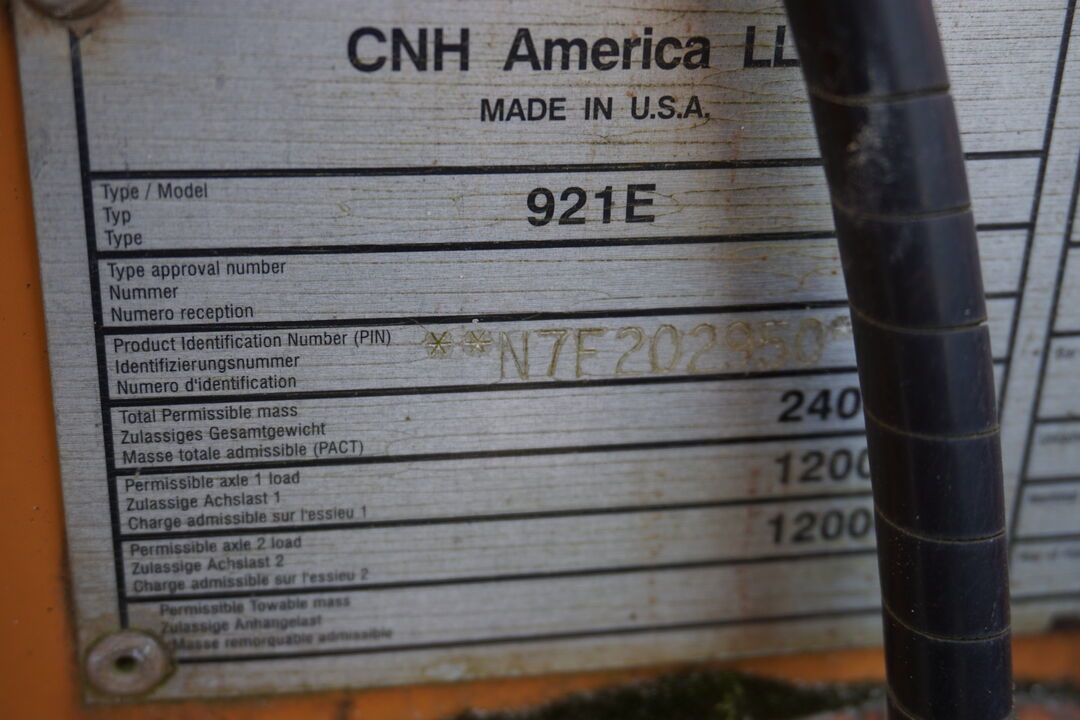 CNH America LL
MADE IN U.S.A.
Type / Model
Typ
Type
921E
Type approval number
Nummer
Numero reception
Product Identification Number (PIN)
Identifizierungsnummer
Numero d'identification
**N7F202950
Total Permissible mass
Zulassiges Gesamtgewicht
Masse totale admissible (PACT)
240
Permissible axle 1 load
Zulassige Achslast 1
Charge admissible sur l'essieu 1
1200
Permissible axle 2 load
Zulassige Achslast 2
Charge admissible sur l'essieu 2
1200
Permissible Towable mass
Zulassige Anhangelast
Masse remorquable admissible